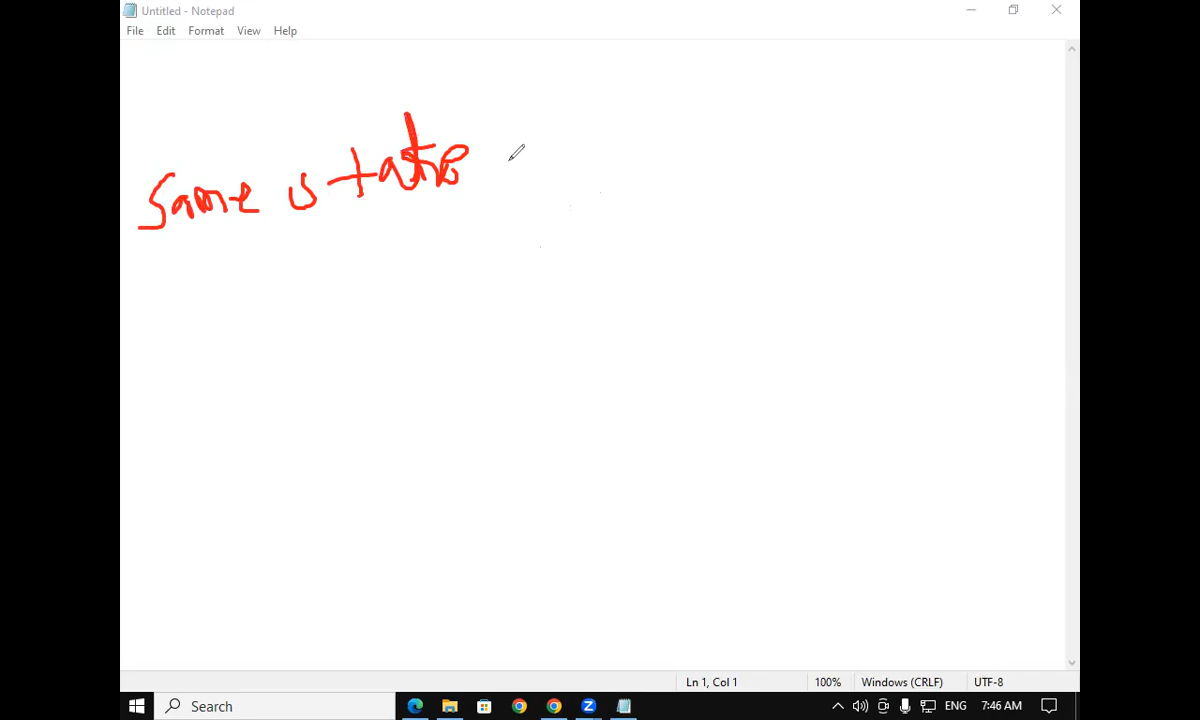 Untitled - Notepad
File Edit Format View Help
Same is
Ln 1, Col 1 100% Windows (CRLF) UTF-8
Search ENG 7:46 AM